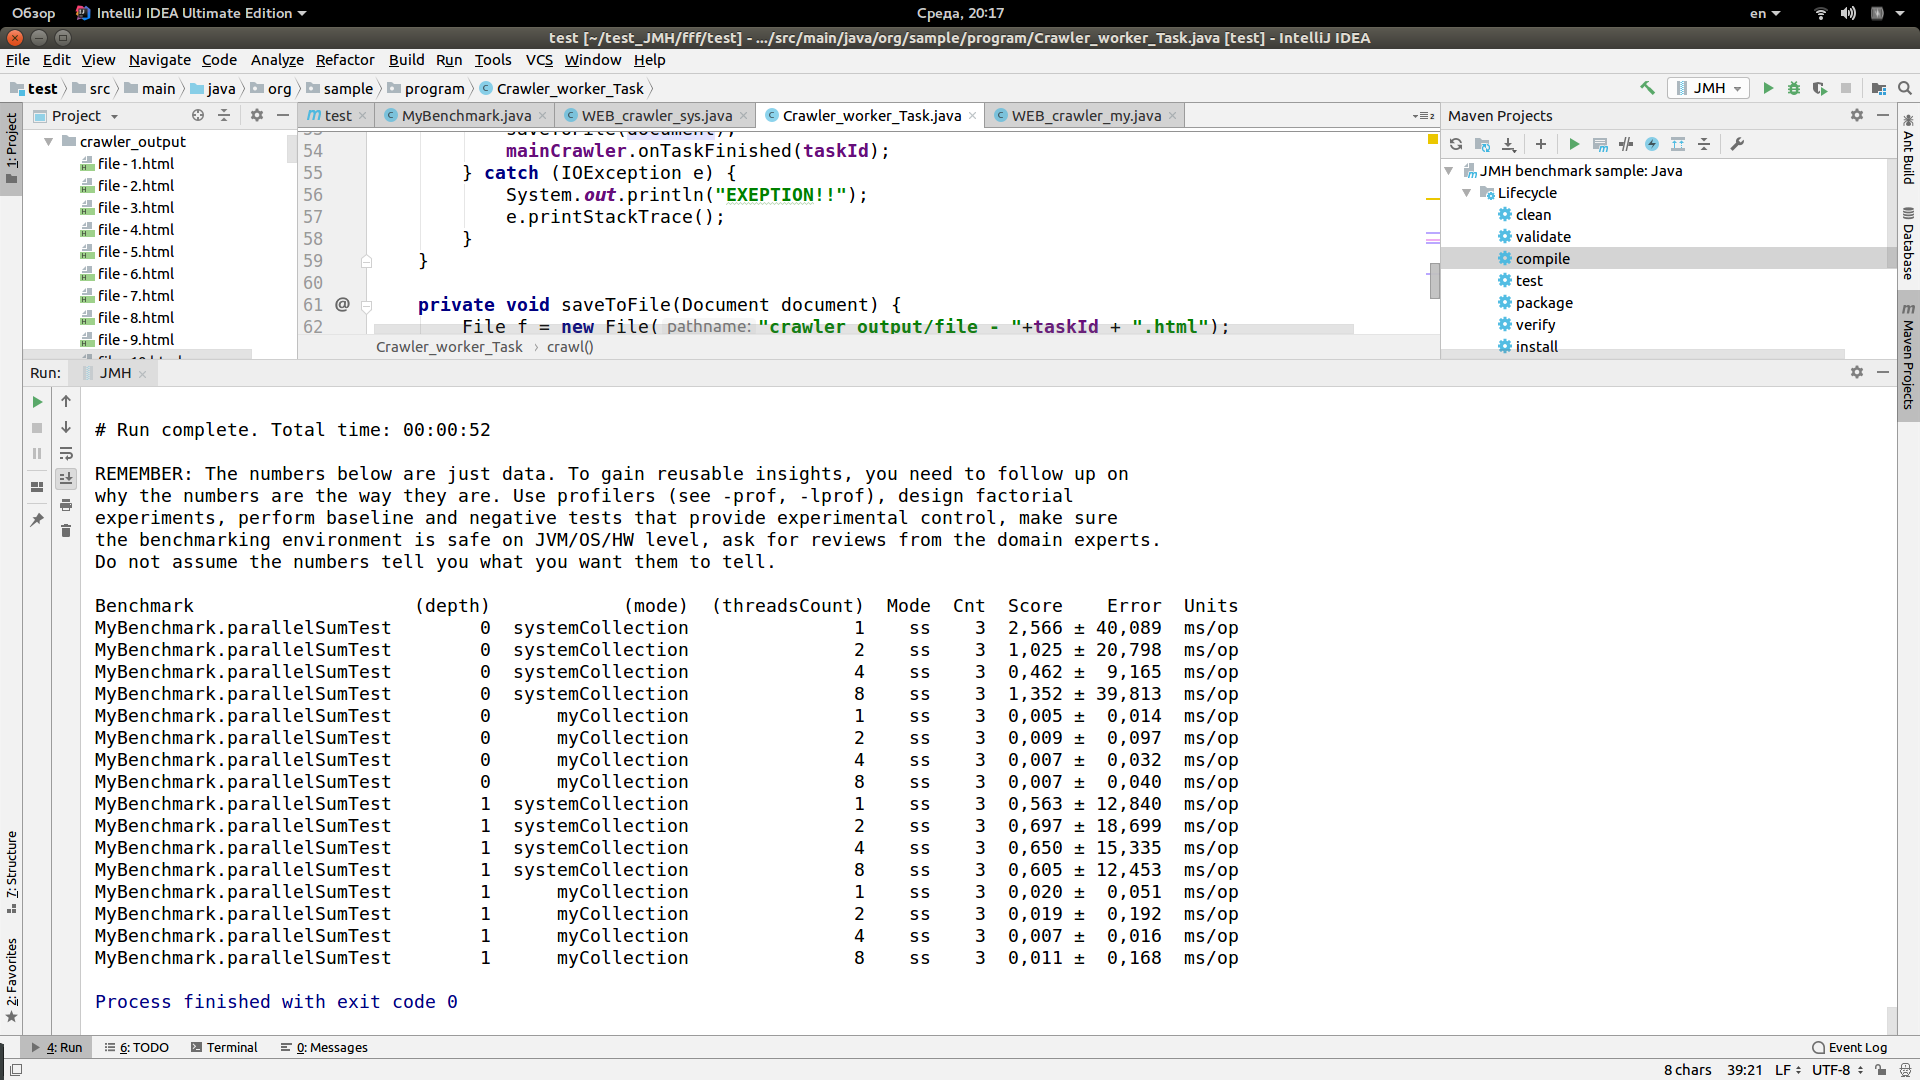 Обзор IntelliJ IDEA Ultimate Edition Среда, 20:17 en
test [~/test_JMH/fff/test] - .../src/main/java/org/sample/program/Crawler_worker_Task.java [test] - IntelliJ IDEA
File Edit View Navigate Code Analyze Refactor Build Run Tools VCS Window Help
test src main java org sample program Crawler_worker_Task JMH
Project
test MyBenchmark.java WEB_crawler_sys.java Crawler_worker_Task.java WEB_crawler_my.java
Maven Projects
1: Project
crawler_output
file - 1.html
file - 2.html
file - 3.html
file - 4.html
file - 5.html
file - 6.html
file - 7.html
file - 8.html
file - 9.html
53 saveToFile(document);
54 mainCrawler.onTaskFinished(taskId);
55 } catch (IOException e) {
56 System.out.println("EXEPTION!!");
57 e.printStackTrace();
58 }
59 }
60
61 @ private void saveToFile(Document document) {
62 File f = new File( pathname: "crawler_output/file - "+taskId + ".html");
Crawler_worker_Task › crawl()
JMH benchmark sample: Java
Lifecycle
clean
validate
compile
test
package
verify
install
Ant Build
Database
Maven Projects
Run: JMH
# Run complete. Total time: 00:00:52
REMEMBER: The numbers below are just data. To gain reusable insights, you need to follow up on
why the numbers are the way they are. Use profilers (see -prof, -lprof), design factorial
experiments, perform baseline and negative tests that provide experimental control, make sure
the benchmarking environment is safe on JVM/OS/HW level, ask for reviews from the domain experts.
Do not assume the numbers tell you what you want them to tell.
Benchmark (depth) (mode) (threadsCount) Mode Cnt Score Error Units
MyBenchmark.parallelSumTest 0 systemCollection 1 ss 3 2,566 ± 40,089 ms/op
MyBenchmark.parallelSumTest 0 systemCollection 2 ss 3 1,025 ± 20,798 ms/op
MyBenchmark.parallelSumTest 0 systemCollection 4 ss 3 0,462 ± 9,165 ms/op
MyBenchmark.parallelSumTest 0 systemCollection 8 ss 3 1,352 ± 39,813 ms/op
MyBenchmark.parallelSumTest 0 myCollection 1 ss 3 0,005 ± 0,014 ms/op
MyBenchmark.parallelSumTest 0 myCollection 2 ss 3 0,009 ± 0,097 ms/op
MyBenchmark.parallelSumTest 0 myCollection 4 ss 3 0,007 ± 0,032 ms/op
MyBenchmark.parallelSumTest 0 myCollection 8 ss 3 0,007 ± 0,040 ms/op
MyBenchmark.parallelSumTest 1 systemCollection 1 ss 3 0,563 ± 12,840 ms/op
MyBenchmark.parallelSumTest 1 systemCollection 2 ss 3 0,697 ± 18,699 ms/op
MyBenchmark.parallelSumTest 1 systemCollection 4 ss 3 0,650 ± 15,335 ms/op
MyBenchmark.parallelSumTest 1 systemCollection 8 ss 3 0,605 ± 12,453 ms/op
MyBenchmark.parallelSumTest 1 myCollection 1 ss 3 0,020 ± 0,051 ms/op
MyBenchmark.parallelSumTest 1 myCollection 2 ss 3 0,019 ± 0,192 ms/op
MyBenchmark.parallelSumTest 1 myCollection 4 ss 3 0,007 ± 0,016 ms/op
MyBenchmark.parallelSumTest 1 myCollection 8 ss 3 0,011 ± 0,168 ms/op
Process finished with exit code 0
7: Structure
2: Favorites
4: Run 6: TODO Terminal 0: Messages Event Log
8 chars 39:21 LF UTF-8